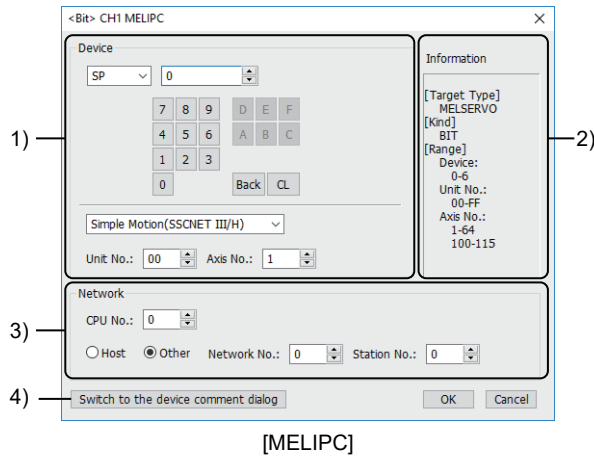 <Bit> CH1 MELIPC
Device
SP 0
7 8 9 D E F
4 5 6 A B C
1 2 3
0 Back CL
Simple Motion(SSCNET III/H)
Unit No.: 00 Axis No.: 1
Information
[Target Type]
MELSERVO
[Kind]
BIT
[Range]
Device:
0-6
Unit No.:
00-FF
Axis No.:
1-64
100-115
Network
CPU No.: 0
Host Other Network No.: 0 Station No.: 0
Switch to the device comment dialog OK Cancel
1)
2)
3)
4)
[MELIPC]